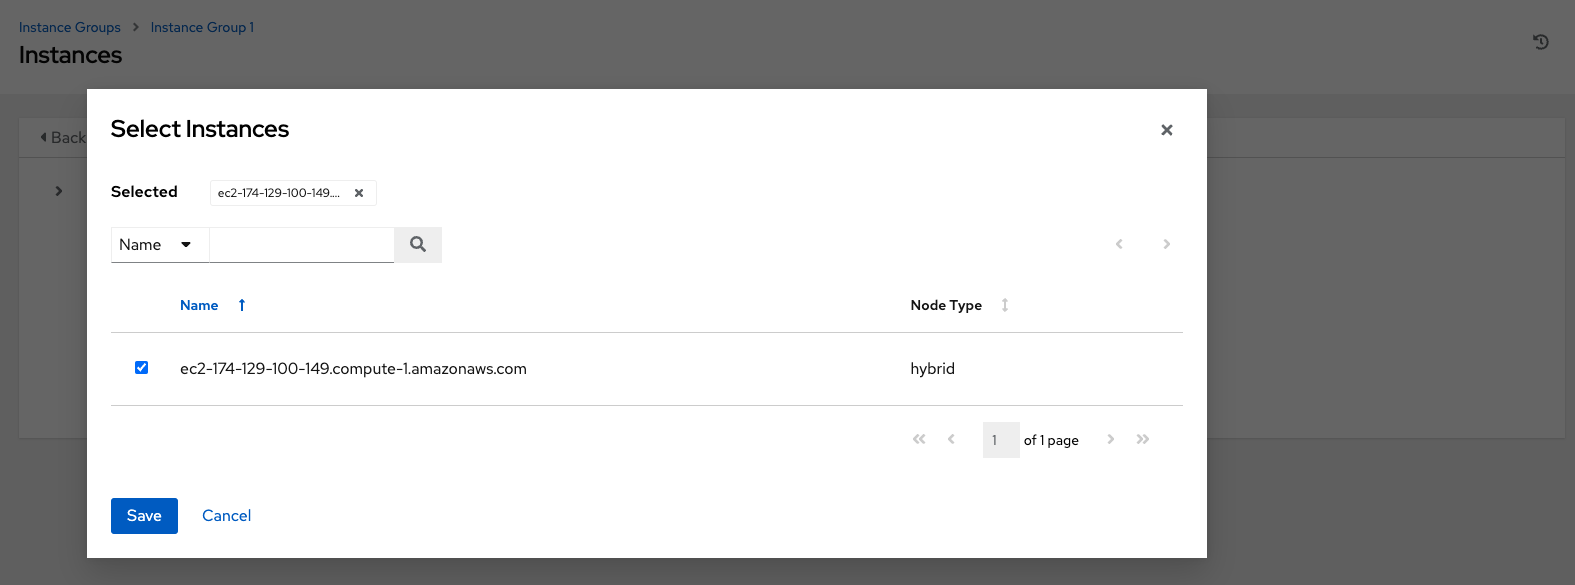 Instance Groups Instance Group 1
Instances
Back
Select Instances
Selected ec2-174-129-100-149....
Name
Name Node Type
ec2-174-129-100-149.compute-1.amazonaws.com hybrid
1 of 1 page
Save Cancel